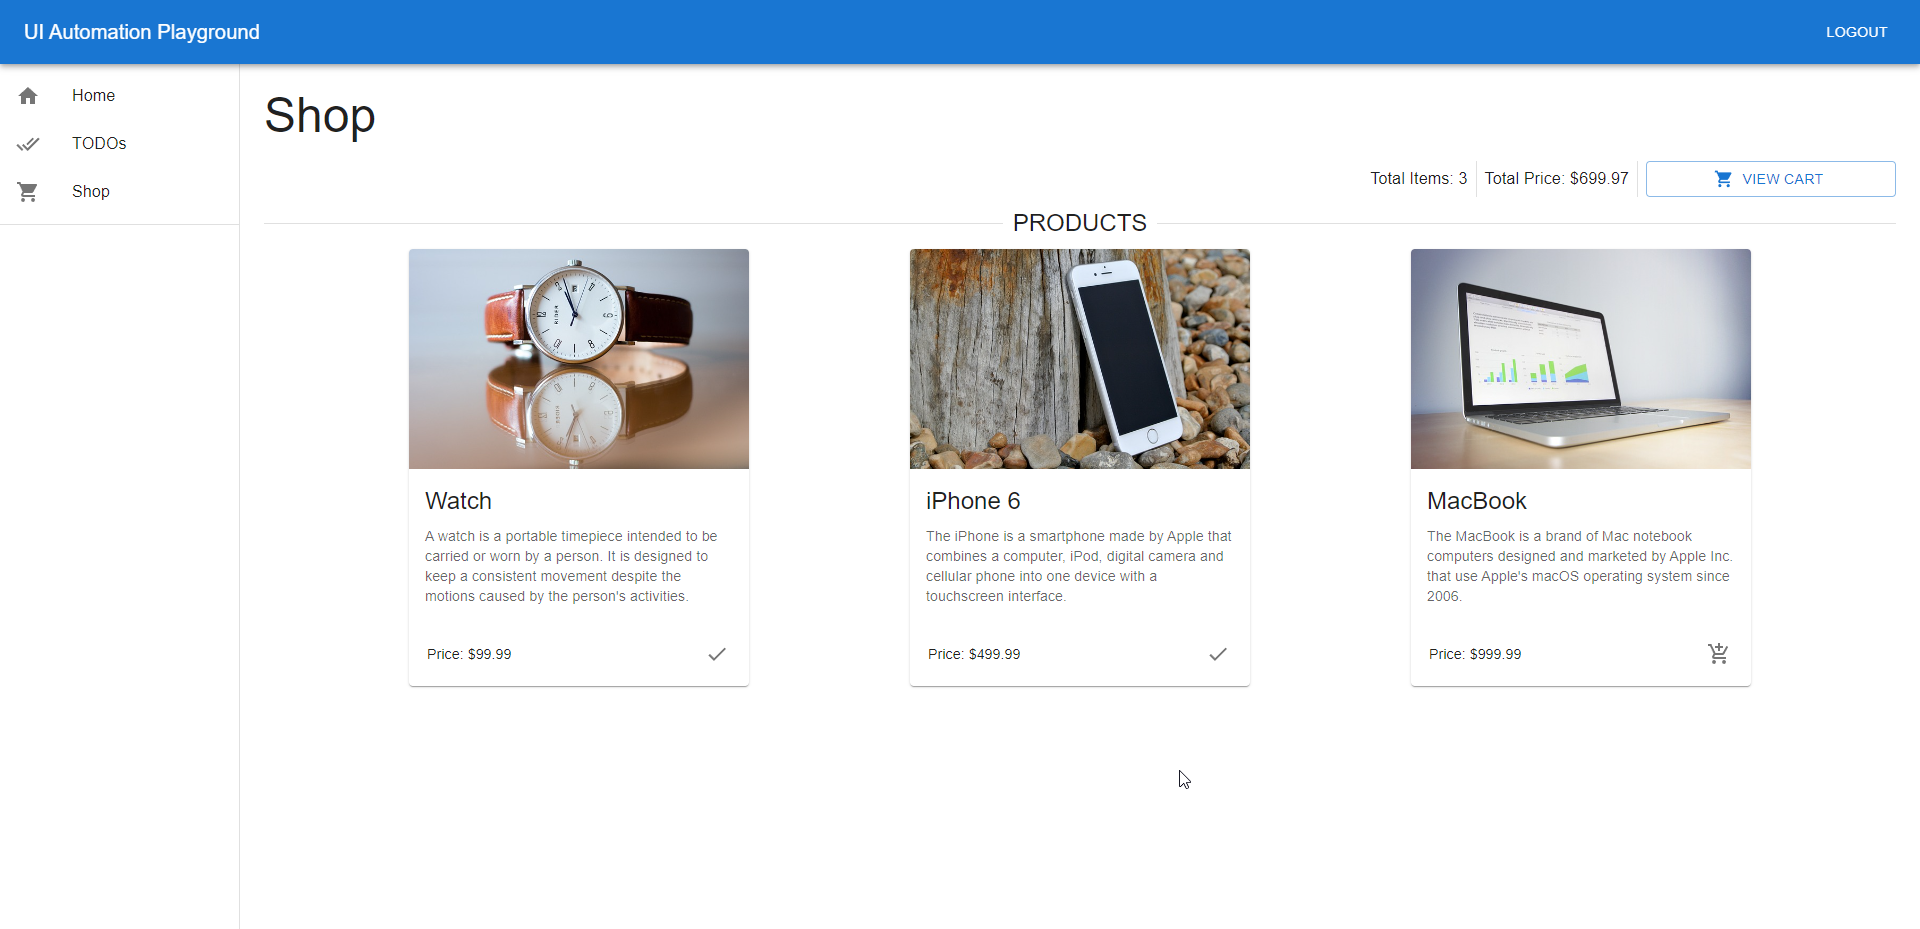 UI Automation Playground
LOGOUT
Home
TODOs
Shop
Shop
Total Items: 3
Total Price: $699.97
VIEW CART
PRODUCTS
Watch
A watch is a portable timepiece intended to be
carried or worn by a person. It is designed to
keep a consistent movement despite the
motions caused by the person's activities.
Price: $99.99
iPhone 6
The iPhone is a smartphone made by Apple that
combines a computer, iPod, digital camera and
cellular phone into one device with a
touchscreen interface.
Price: $499.99
MacBook
The MacBook is a brand of Mac notebook
computers designed and marketed by Apple Inc.
that use Apple's macOS operating system since
2006.
Price: $999.99